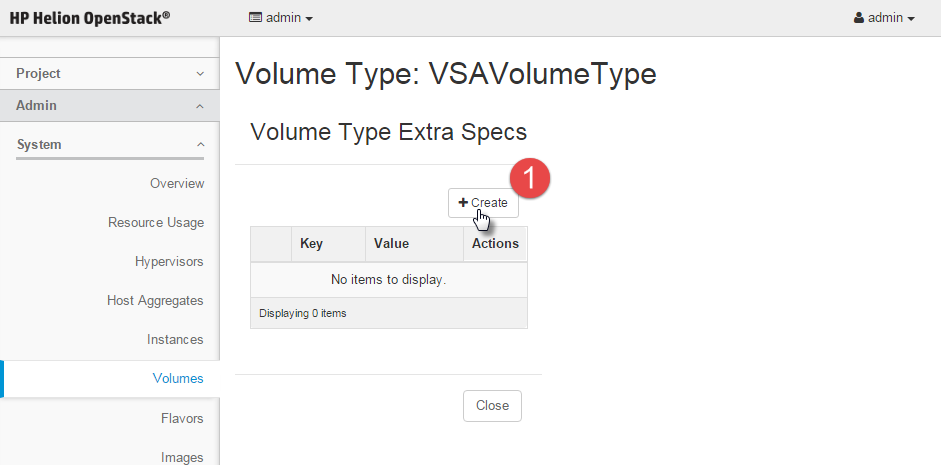 HP Helion OpenStack®
admin
admin
Project
Admin
System
Overview
Resource Usage
Hypervisors
Host Aggregates
Instances
Volumes
Flavors
Images
Volume Type: VSAVolumeType
Volume Type Extra Specs
1
+ Create
Key Value Actions
No items to display.
Displaying 0 items
Close